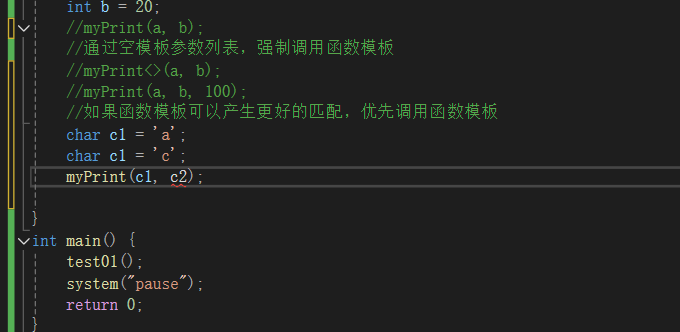 int b = 20;
//myPrint(a, b);
//通过空模板参数列表，强制调用函数模板
//myPrint<>(a, b);
//myPrint(a, b, 100);
//如果函数模板可以产生更好的匹配，优先调用函数模板
char c1 = 'a';
char c1 = 'c';
myPrint(c1, c2);
}
int main() {
test01();
system("pause");
return 0;
}